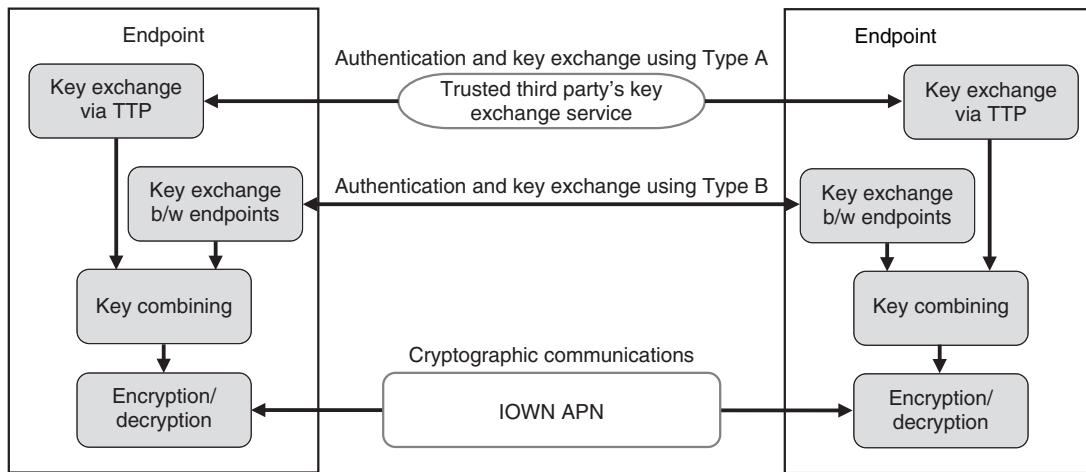 Endpoint
Endpoint
Authentication and key exchange using Type A
Key exchange
via TTP
Trusted third party's key
exchange service
Key exchange
via TTP
Authentication and key exchange using Type B
Key exchange
b/w endpoints
Key exchange
b/w endpoints
Key combining
Key combining
Cryptographic communications
Encryption/
decryption
IOWN APN
Encryption/
decryption